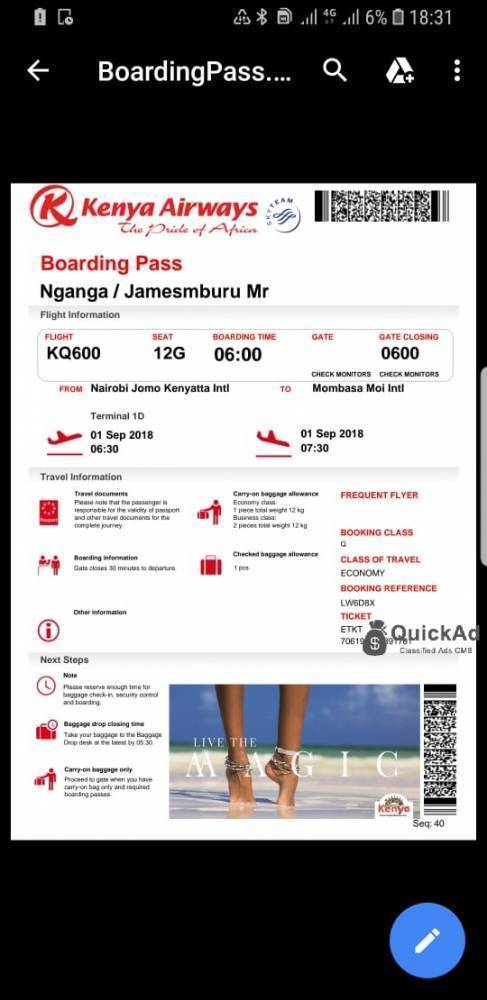 4G 6% 18:31
BoardingPass....
Kenya Airways
The Pride of Africa
SKYTEAM
Boarding Pass
Nganga / Jamesmburu Mr
Flight Information
FLIGHT SEAT BOARDING TIME GATE GATE CLOSING
KQ600 12G 06:00 0600
CHECK MONITORS CHECK MONITORS
FROM Nairobi Jomo Kenyatta Intl TO Mombasa Moi Intl
Terminal 1D
01 Sep 2018 01 Sep 2018
06:30 07:30
Travel Information
Travel documents
Please note that the passenger is
responsible for the validity of passport
and other travel documents for the
complete journey.
Passport
Carry-on baggage allowance
Economy class:
1 piece total weight 12 kg
Business class:
2 pieces total weight 12 kg
FREQUENT FLYER
BOOKING CLASS
Q
Boarding information
Gate closes 30 minutes to departure.
Checked baggage allowance
1 pcs
CLASS OF TRAVEL
ECONOMY
BOOKING REFERENCE
LW6D8X
Other information
TICKET
ETKT
QuickAd
Classified Ads CMS
Next Steps
Note
Please reserve enough time for
baggage check-in, security control
and boarding.
Baggage drop closing time
Take your baggage to the Baggage
Drop desk at the latest by 05:30.
Carry-on baggage only
Proceed to gate when you have
carry-on bag only and required
boarding passes.
LIVE THE
MAGIC
Kenya
Seq: 40